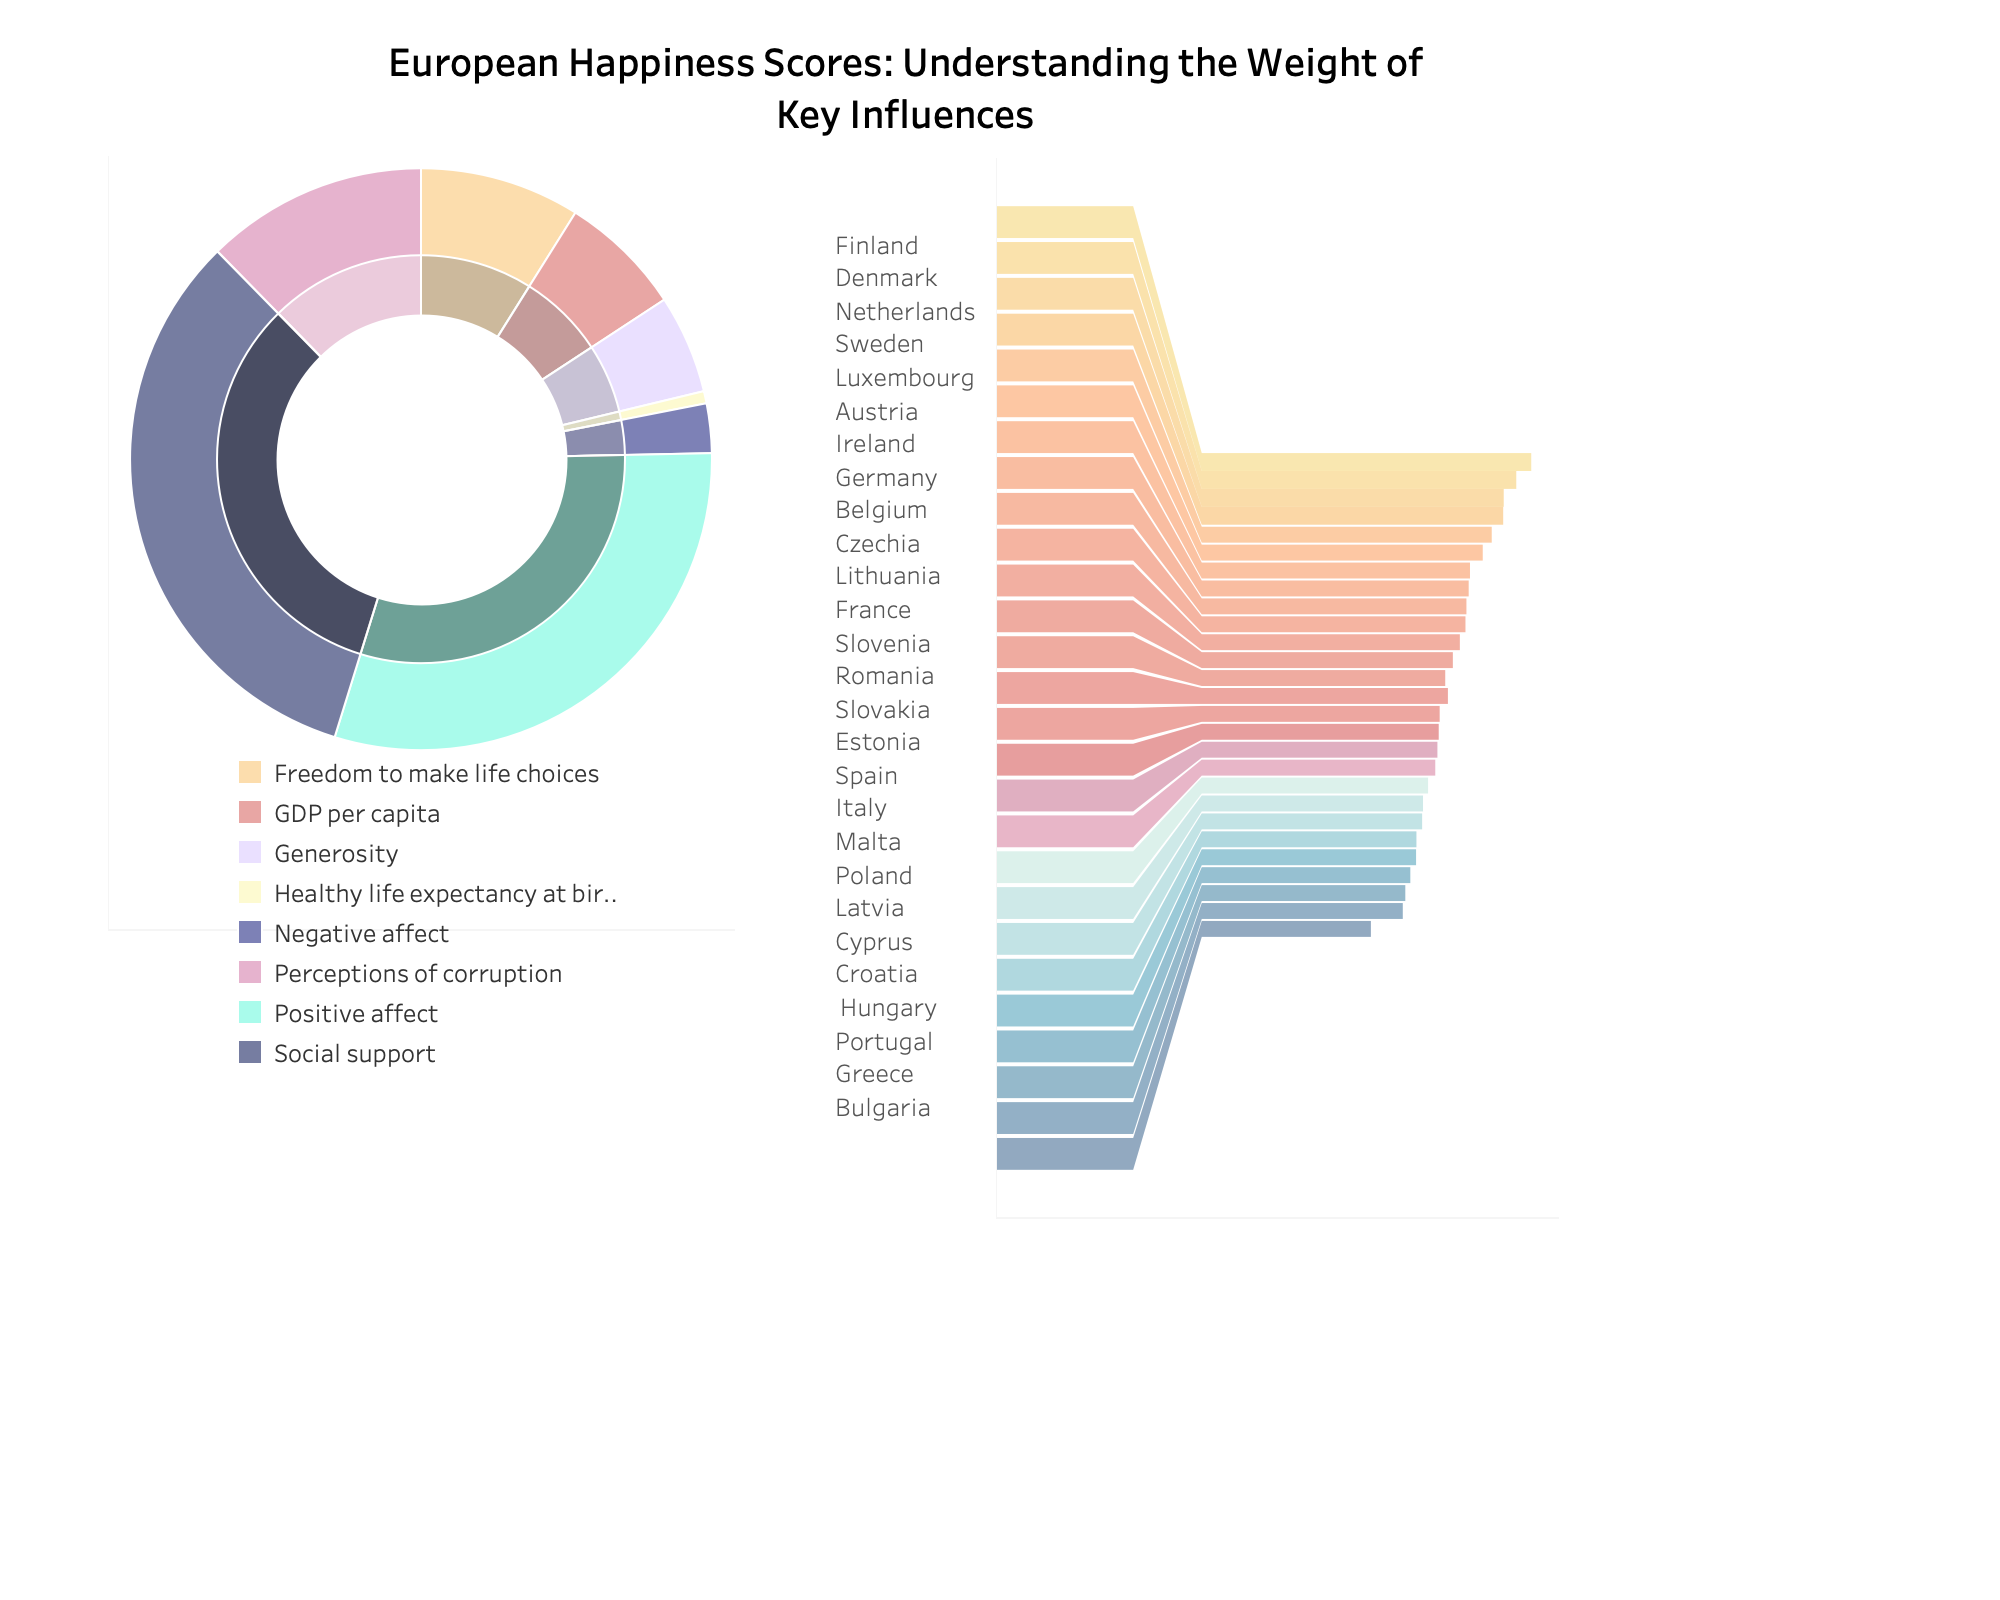 European Happiness Scores: Understanding the Weight of
Key Influences
Freedom to make life choices
GDP per capita
Generosity
Healthy life expectancy at bir..
Negative affect
Perceptions of corruption
Positive affect
Social support
Finland
Denmark
Netherlands
Sweden
Luxembourg
Austria
Ireland
Germany
Belgium
Czechia
Lithuania
France
Slovenia
Romania
Slovakia
Estonia
Spain
Italy
Malta
Poland
Latvia
Cyprus
Croatia
Hungary
Portugal
Greece
Bulgaria